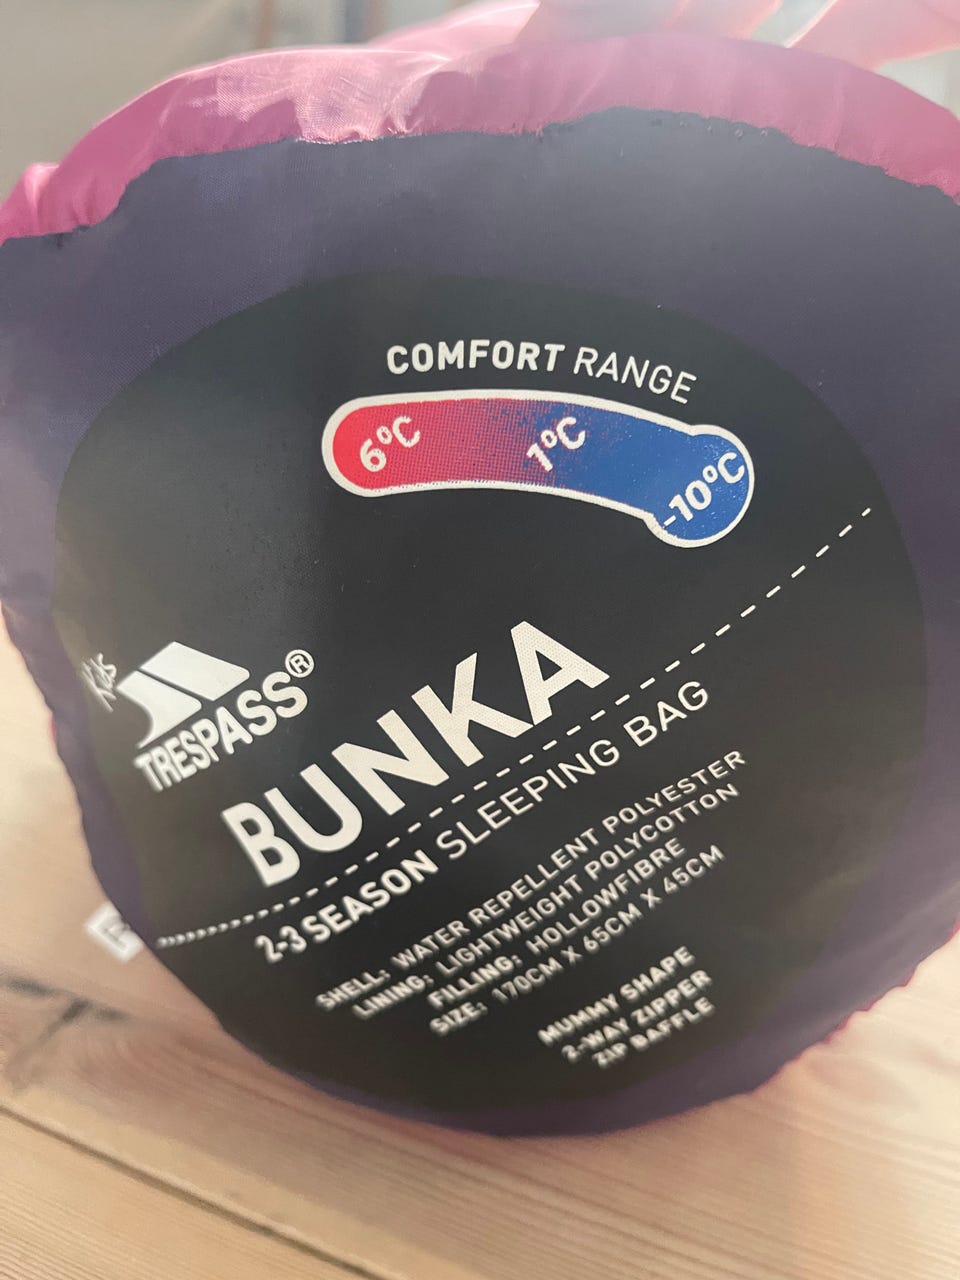 COMFORT RANGE
6°C 1°C -10°C
Kids
TRESPASS®
BUNKA
2-3 SEASON SLEEPING BAG
SHELL: WATER REPELLENT POLYESTER
LINING: LIGHTWEIGHT POLYCOTTON
FILLING: HOLLOWFIBRE
SIZE: 170CM X 65CM X 45CM
MUMMY SHAPE
2-WAY ZIPPER
ZIP BAFFLE